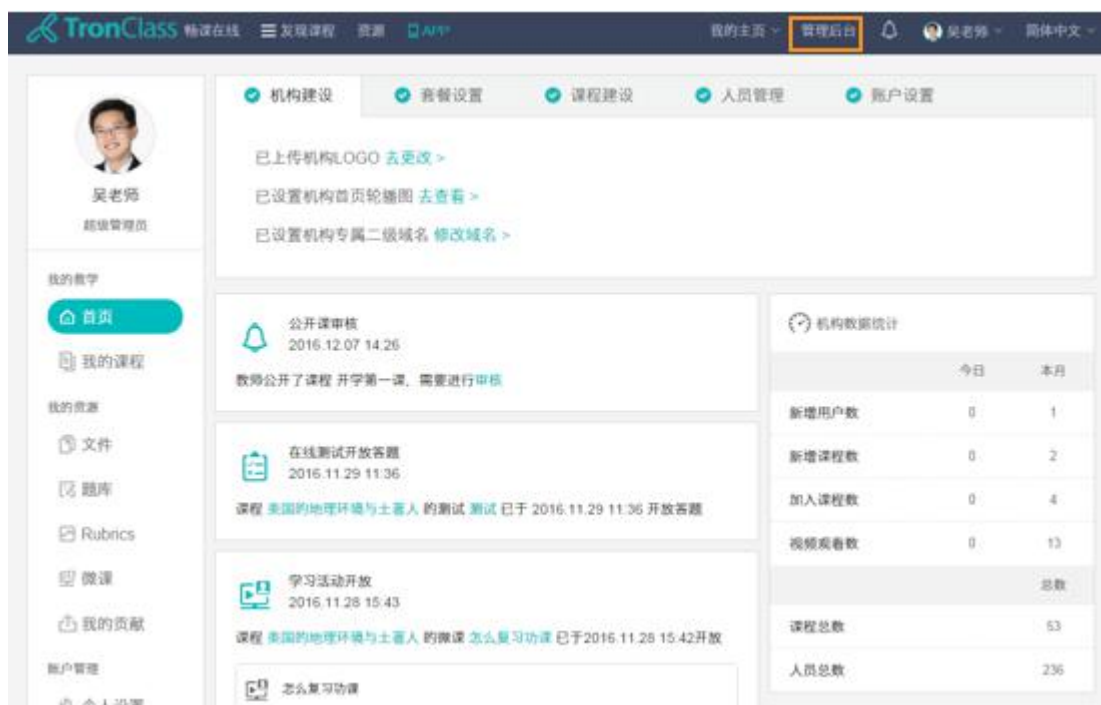 TronClass 畅课在线 发现课程 资源 APP 我的主页 管理后台 吴老师 简体中文
吴老师
超级管理员
我的教学
首页
我的课程
我的资源
文件
题库
Rubrics
微课
我的贡献
账户管理
个人设置
机构建设 套餐设置 课程建设 人员管理 账户设置
已上传机构LOGO 去更改 >
已设置机构首页轮播图 去查看 >
已设置机构专属二级域名 修改域名 >
公开课审核
2016.12.07 14:26
教师公开了课程 开学第一课, 需要进行审核
在线测试开放答题
2016.11.29 11:36
课程 美国的地理环境与土著人 的测试 测试 已于 2016.11.29 11:36 开放答题
学习活动开放
2016.11.28 15:43
课程 美国的地理环境与土著人 的微课 怎么复习功课 已于2016.11.28 15:42开放
怎么复习功课
机构数据统计
今日 本月
新增用户数 0 1
新增课程数 0 2
加入课程数 0 4
视频观看数 0 13
总数
课程总数 53
人员总数 236